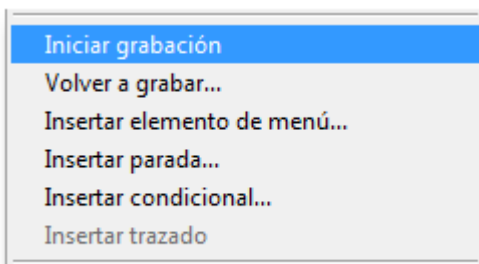 Iniciar grabación
Volver a grabar...
Insertar elemento de menú...
Insertar parada...
Insertar condicional...
Insertar trazado